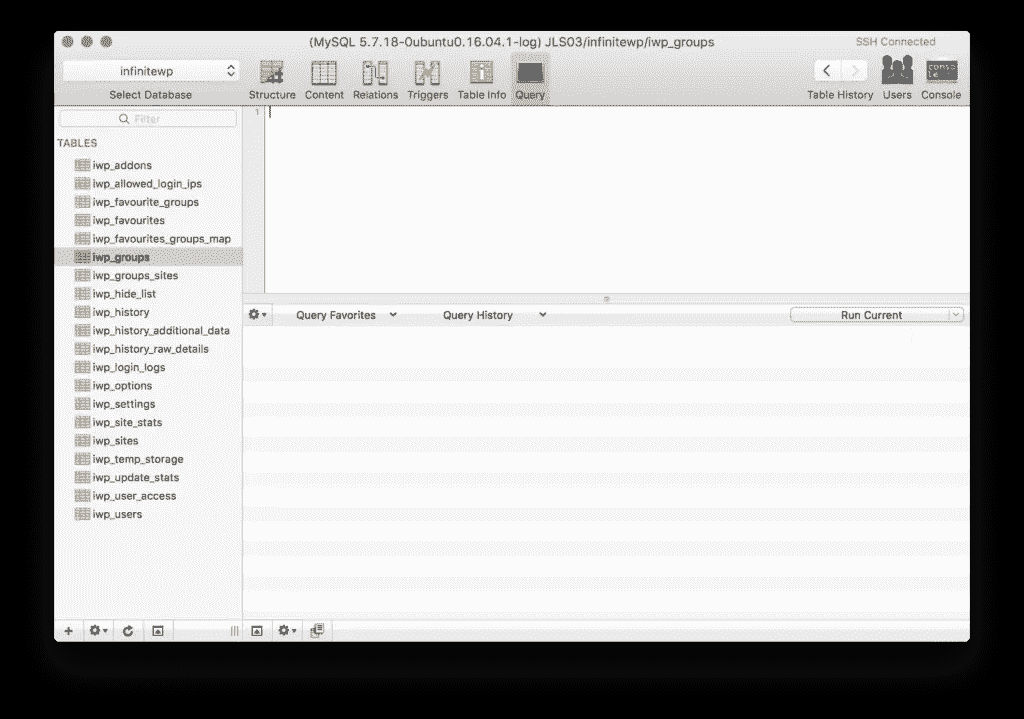 (MySQL 5.7.18-0ubuntu0.16.04.1-log) JLS03/infinitewp/iwp_groups
SSH Connected
infinitewp
Select Database
Structure Content Relations Triggers Table Info Query
Table History Users Console
conso
le
Filter
1
TABLES
iwp_addons
iwp_allowed_login_ips
iwp_favourite_groups
iwp_favourites
iwp_favourites_groups_map
iwp_groups
iwp_groups_sites
iwp_hide_list
iwp_history
iwp_history_additional_data
iwp_history_raw_details
iwp_login_logs
iwp_options
iwp_settings
iwp_site_stats
iwp_sites
iwp_temp_storage
iwp_update_stats
iwp_user_access
iwp_users
Query Favorites Query History Run Current